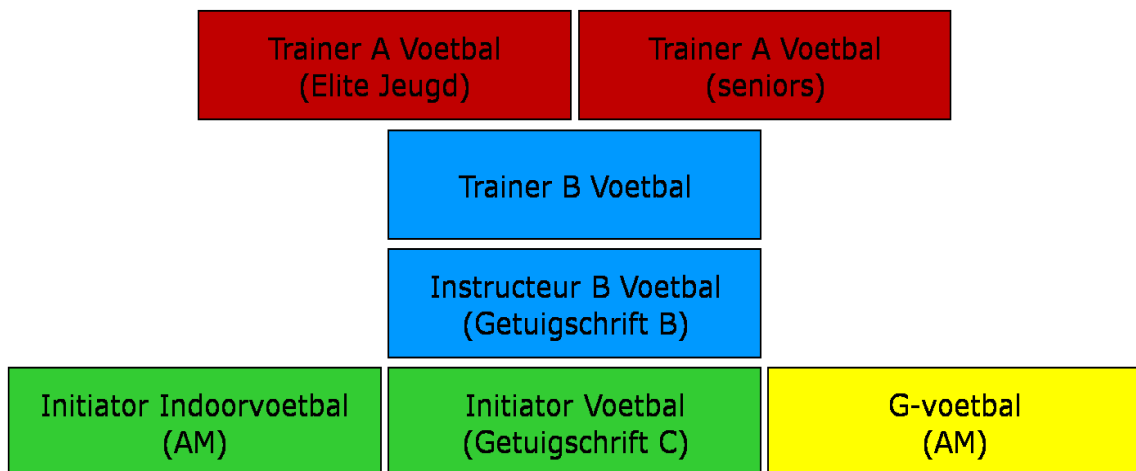 Trainer A Voetbal
(Elite Jeugd)
Trainer A Voetbal
(seniors)
Trainer B Voetbal
Instructeur B Voetbal
(Getuigschrift B)
Initiator Indoorvoetbal
(AM)
Initiator Voetbal
(Getuigschrift C)
G-voetbal
(AM)